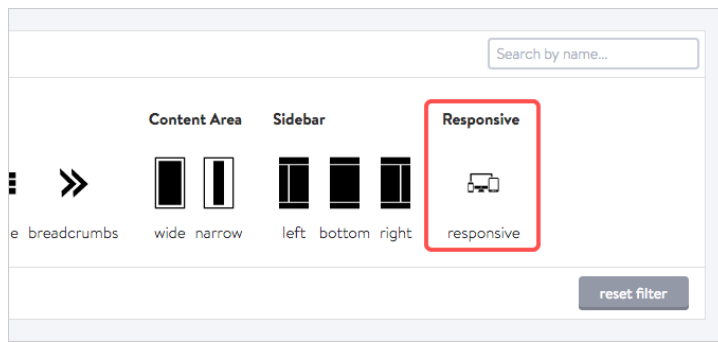 Search by name...
Content Area Sidebar Responsive
e breadcrumbs wide narrow left bottom right responsive
reset filter